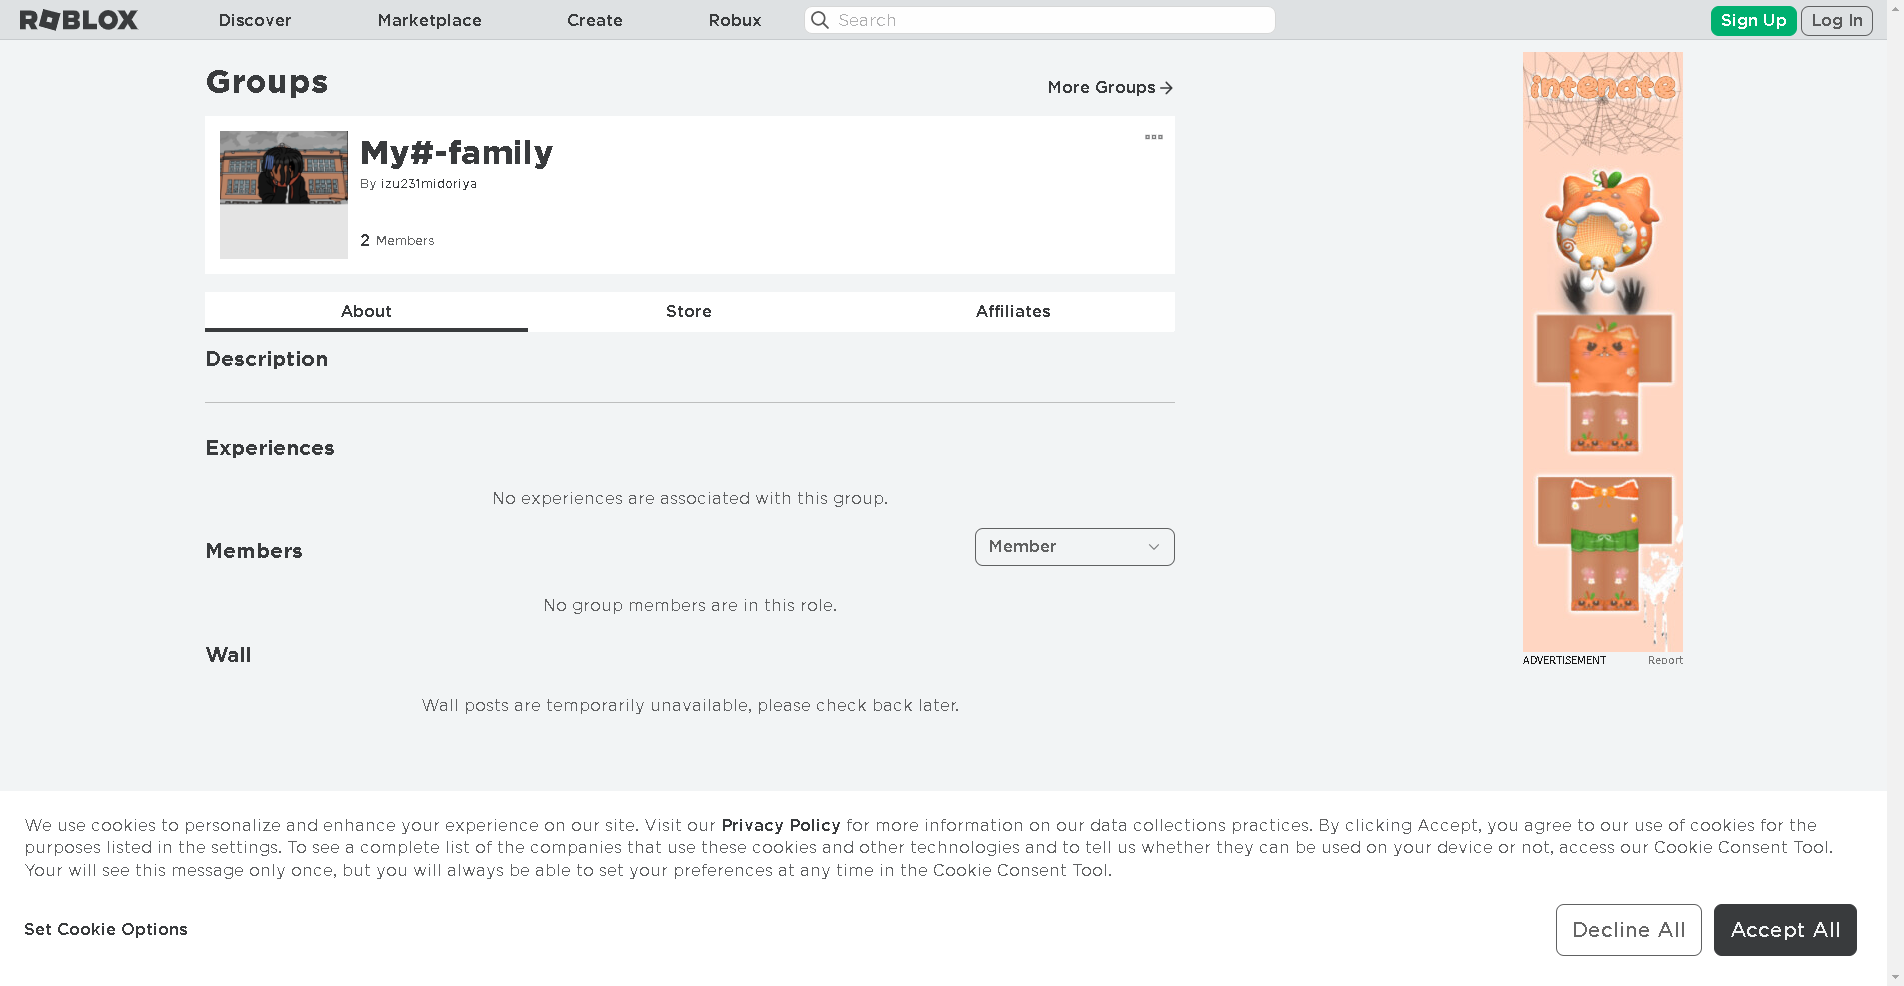 ROBLOX Discover Marketplace Create Robux Search Sign Up Log In
Groups
More Groups
My#-family
By izu231midoriya
2 Members
About Store Affiliates
Description
Experiences
No experiences are associated with this group.
Members
Member
No group members are in this role.
Wall
Wall posts are temporarily unavailable, please check back later.
intenate
ADVERTISEMENT Report
We use cookies to personalize and enhance your experience on our site. Visit our Privacy Policy for more information on our data collections practices. By clicking Accept, you agree to our use of cookies for the
purposes listed in the settings. To see a complete list of the companies that use these cookies and other technologies and to tell us whether they can be used on your device or not, access our Cookie Consent Tool.
Your will see this message only once, but you will always be able to set your preferences at any time in the Cookie Consent Tool.
Set Cookie Options
Decline All Accept All